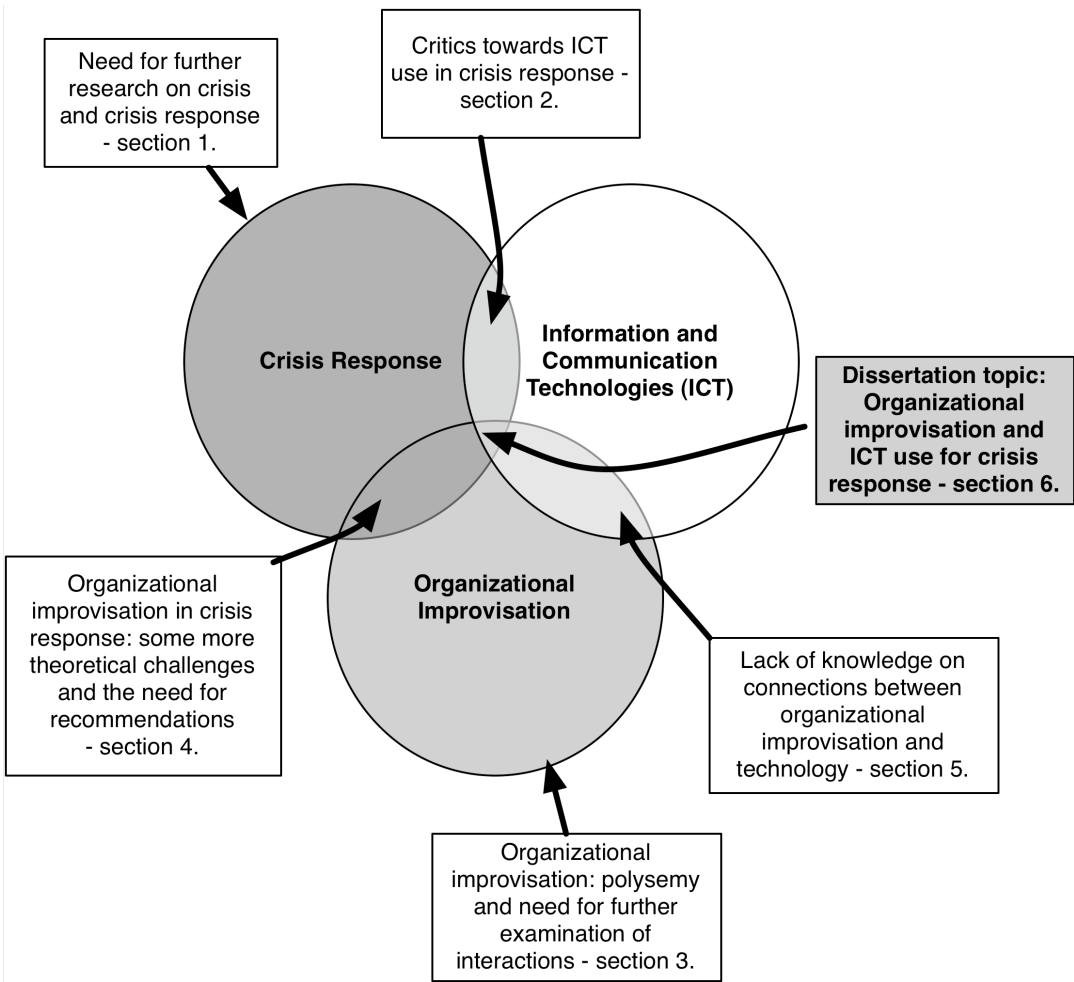 Need for further
research on crisis
and crisis response
- section 1.
Critics towards ICT
use in crisis response -
section 2.
Crisis Response
Information and
Communication
Technologies (ICT)
Dissertation topic:
Organizational
improvisation and
ICT use for crisis
response - section 6.
Organizational
Improvisation
Organizational
improvisation in crisis
response: some more
theoretical challenges
and the need for
recommendations
- section 4.
Lack of knowledge on
connections between
organizational
improvisation and
technology - section 5.
Organizational
improvisation: polysemy
and need for further
examination of
interactions - section 3.